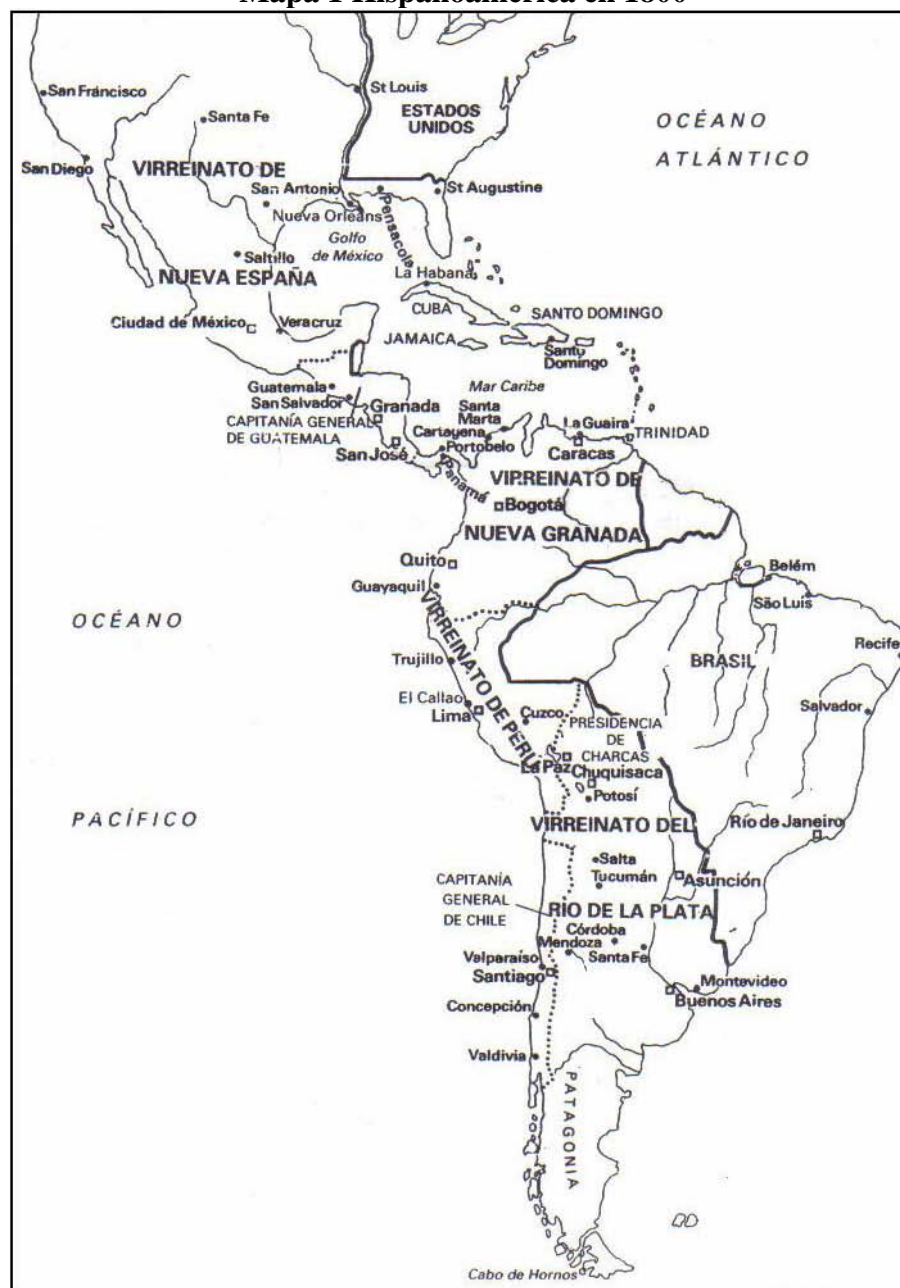 Mapa 1 Hispanoamérica en 1800
San Francisco
Santa Fe
St Louis
ESTADOS
UNIDOS
OCÉANO
ATLÁNTICO
San Diego
VIRREINATO DE
San Antonio
Nueva Orleáns
Pensacola
St Augustine
Golfo
de México
Saltillo
NUEVA ESPAÑA
La Habana
CUBA
SANTO DOMINGO
Ciudad de México
Veracruz
JAMAICA
Santo
Domingo
Mar Caribe
Guatemala
San Salvador
Granada
CAPITANÍA GENERAL
DE GUATEMALA
Santa
Marta
Cartayena
Portobelo
La Guaira
TRINIDAD
San José
Caracas
Panamá
VIRREINATO DE
Bogotá
NUEVA GRANADA
Quito
Guayaquil
Belém
São Luis
OCÉANO
VIRREINATO DE PERÚ
BRASIL
Recife
Trujillo
El Callao
Lima
Cuzco
PRESIDENCIA
DE
CHARCAS
Salvador
La Paz
Chuquisaca
Potosí
PACÍFICO
VIRREINATO DEL
Río de Janeiro
Salta
Tucumán
Asunción
CAPITANÍA
GENERAL
DE CHILE
RÍO DE LA PLATA
Córdoba
Mendoza
Santa Fe
Valparaíso
Santiago
Montevideo
Buenos Aires
Concepción
Valdivia
PATAGONIA
Cabo de Hornos